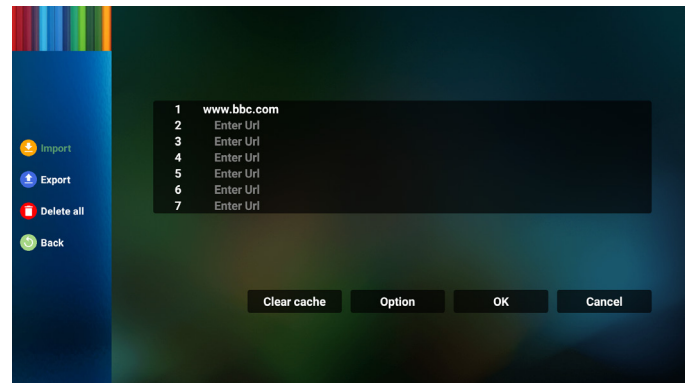 Import
Export
Delete all
Back
1 www.bbc.com
2 Enter Url
3 Enter Url
4 Enter Url
5 Enter Url
6 Enter Url
7 Enter Url
Clear cache Option OK Cancel